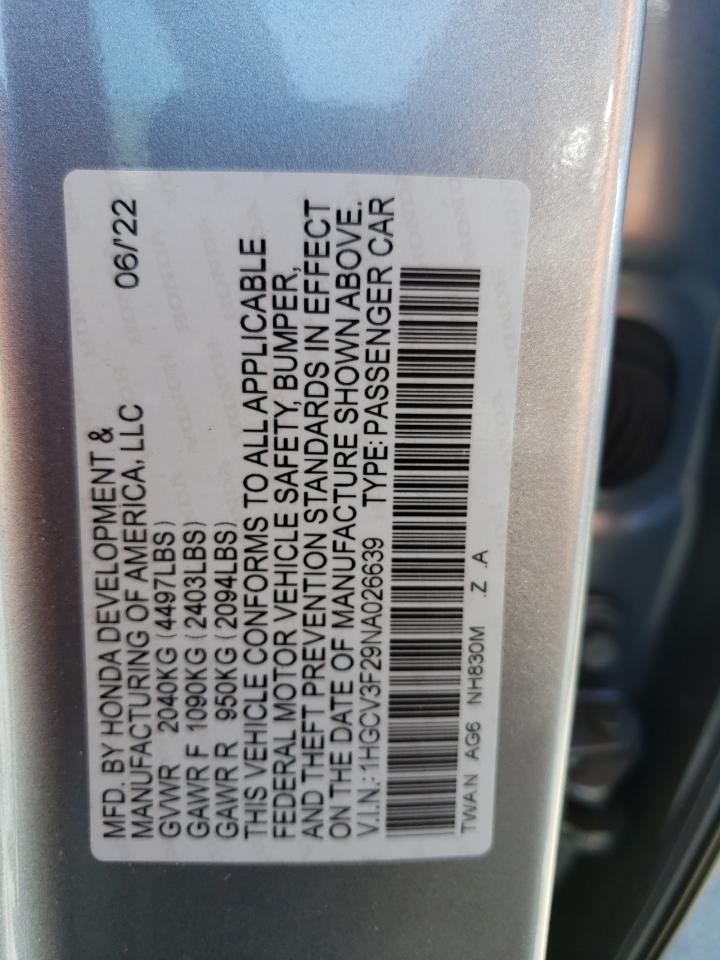 MFD. BY HONDA DEVELOPMENT & 06/'22
MANUFACTURING OF AMERICA, LLC
GVWR 2040KG (4497LBS)
GAWR F 1090KG (2403LBS)
GAWR R 950KG (2094LBS)
THIS VEHICLE CONFORMS TO ALL APPLICABLE
FEDERAL MOTOR VEHICLE SAFETY, BUMPER,
AND THEFT PREVENTION STANDARDS IN EFFECT
ON THE DATE OF MANUFACTURE SHOWN ABOVE.
V.I.N.: 1HGCV3F29NA026639 TYPE: PASSENGER CAR
TWAN AG6 NH830M .Z .A